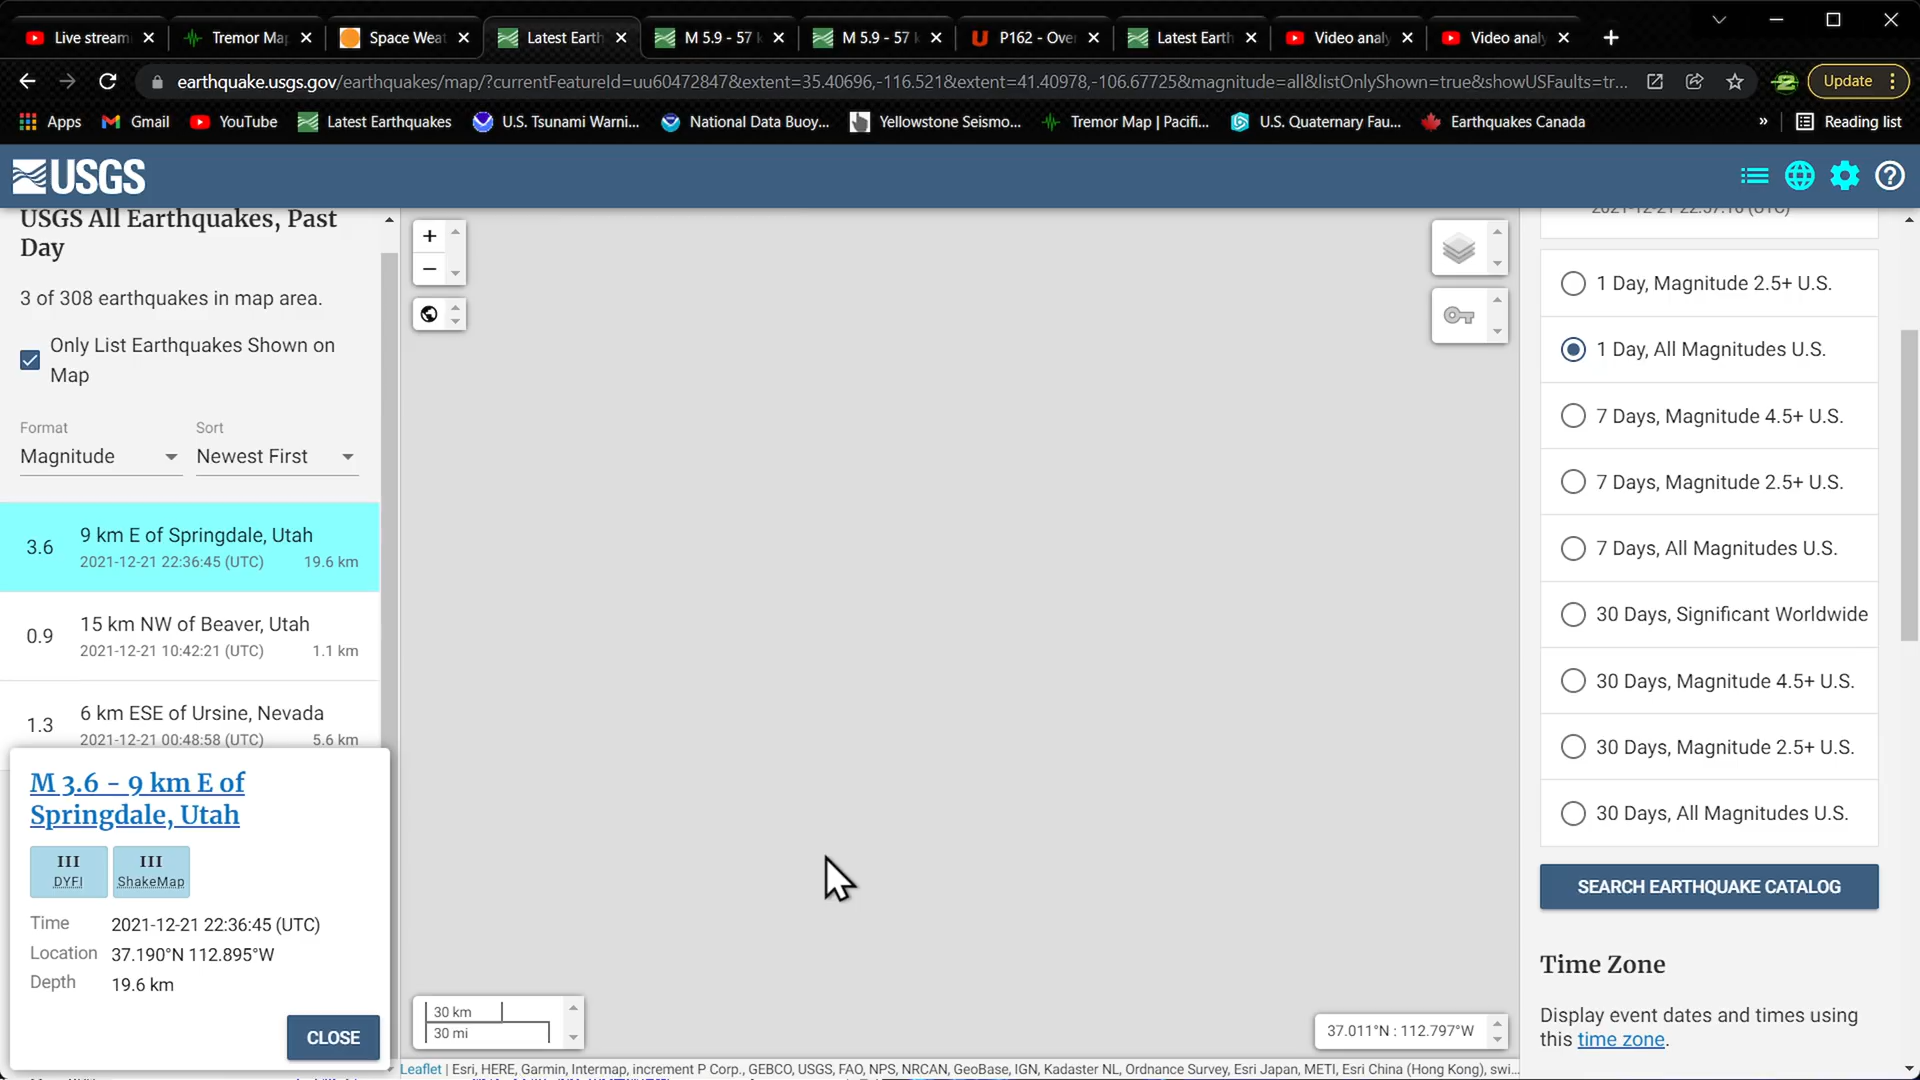 Live stream
Tremor Ma
Space Weat
Latest Earth
M 5.9 - 57 k
M 5.9 - 57 k
P162 - Over
Latest Earth
Video analy
Video analy
earthquake.usgs.gov/earthquakes/map/?currentFeatureId=uu60472847&extent=35.40696,-116.521&extent=41.40978,-106.67725&magnitude=all&listOnlyShown=true&showUSFaults=tr...
Update
Apps
Gmail
YouTube
Latest Earthquakes
U.S. Tsunami Warni...
National Data Buoy...
Yellowstone Seismo...
Tremor Map | Pacifi...
U.S. Quaternary Fau...
Earthquakes Canada
»
Reading list
USGS
USGS All Earthquakes, Past
Day
3 of 308 earthquakes in map area.
Only List Earthquakes Shown on
Map
Format
Sort
Magnitude
Newest First
3.6
9 km E of Springdale, Utah
2021-12-21 22:36:45 (UTC)
19.6 km
0.9
15 km NW of Beaver, Utah
2021-12-21 10:42:21 (UTC)
1.1 km
1.3
6 km ESE of Ursine, Nevada
2021-12-21 00:48:58 (UTC)
5.6 km
M 3.6 - 9 km E of
Springdale, Utah
III
DYFI
III
ShakeMap
Time
2021-12-21 22:36:45 (UTC)
Location
37.190°N 112.895°W
Depth
19.6 km
CLOSE
+
−
30 km
30 mi
37.011°N : 112.797°W
Leaflet | Esri, HERE, Garmin, Intermap, increment P Corp., GEBCO, USGS, FAO, NPS, NRCAN, GeoBase, IGN, Kadaster NL, Ordnance Survey, Esri Japan, METI, Esri China (Hong Kong), swi...
1 Day, Magnitude 2.5+ U.S.
1 Day, All Magnitudes U.S.
7 Days, Magnitude 4.5+ U.S.
7 Days, Magnitude 2.5+ U.S.
7 Days, All Magnitudes U.S.
30 Days, Significant Worldwide
30 Days, Magnitude 4.5+ U.S.
30 Days, Magnitude 2.5+ U.S.
30 Days, All Magnitudes U.S.
SEARCH EARTHQUAKE CATALOG
Time Zone
Display event dates and times using
this time zone.